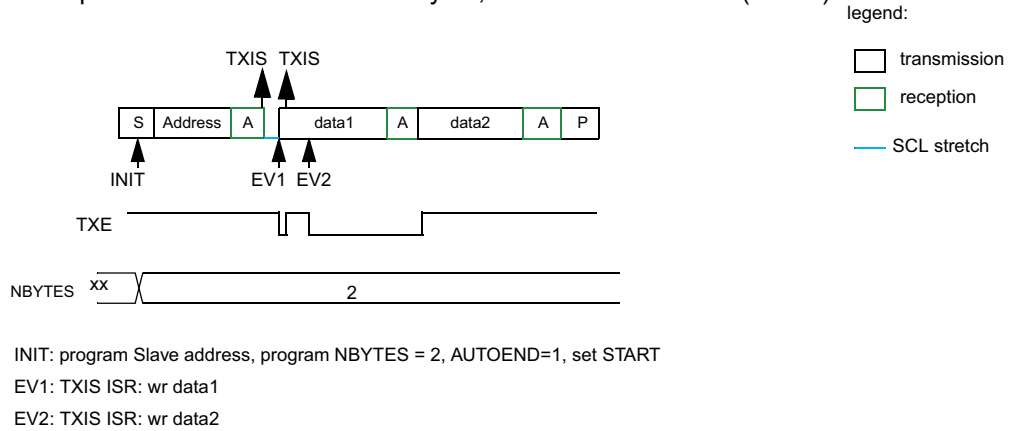 legend:
transmission
reception
SCL stretch
TXIS TXIS
S Address A data1 A data2 A P
INIT EV1 EV2
TXE
NBYTES xx 2
INIT: program Slave address, program NBYTES = 2, AUTOEND=1, set START
EV1: TXIS ISR: wr data1
EV2: TXIS ISR: wr data2